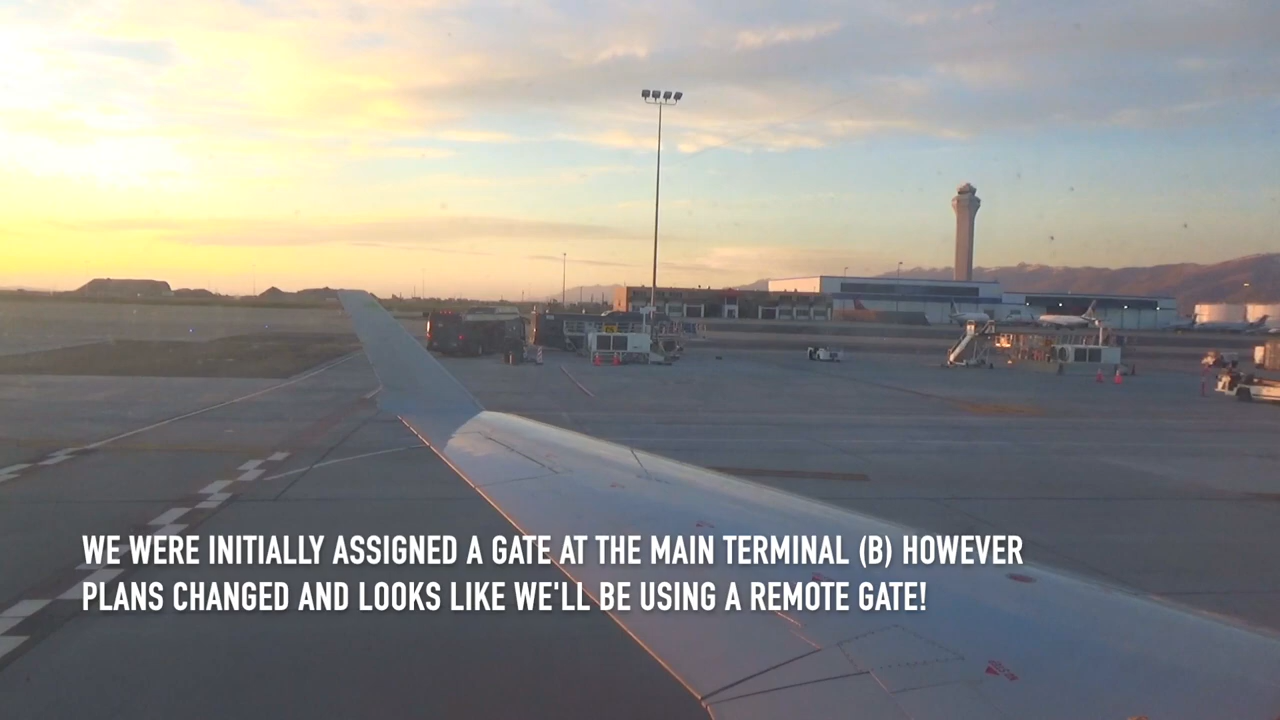 WE WERE INITIALLY ASSIGNED A GATE AT THE MAIN TERMINAL (B) HOWEVER
PLANS CHANGED AND LOOKS LIKE WE'LL BE USING A REMOTE GATE!